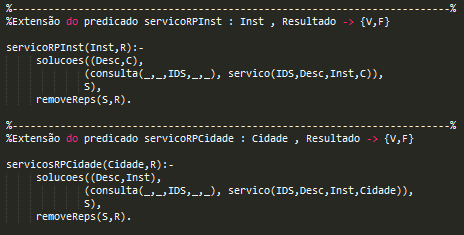 %---------------------------------------------------------------------%
%Extensão do predicado servicoRPInst : Inst , Resultado -> {V,F}
servicoRPInst(Inst,R):-
solucoes((Desc,C),
(consulta(_,_,IDS,_,_), servico(IDS,Desc,Inst,C)),
S),
removeReps(S,R).
%---------------------------------------------------------------------%
%Extensão do predicado servicoRPCidade : Cidade , Resultado -> {V,F}
servicosRPCidade(Cidade,R):-
solucoes((Desc,Inst),
(consulta(_,_,IDS,_,_), servico(IDS,Desc,Inst,Cidade)),
S),
removeReps(S,R).